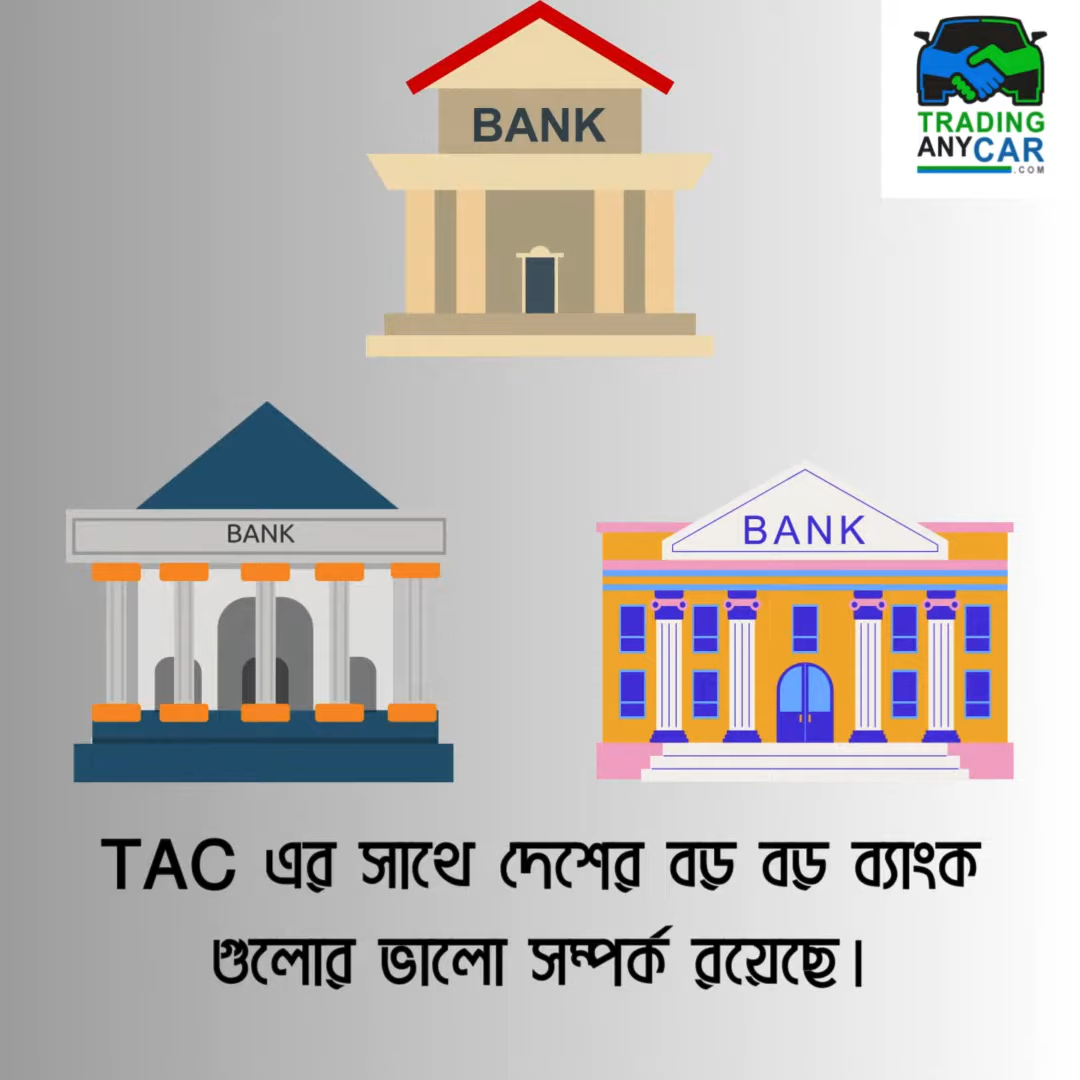 BANK
TRADING
ANYCAR
.COM
BANK
BANK
TAC এর সাথে দেশের বড় বড় ব্যাংক
গুলোর ভালো সম্পর্ক রয়েছে।